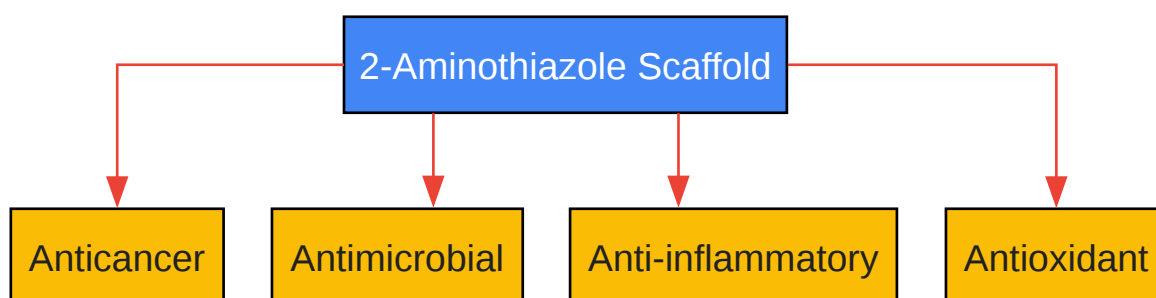 2-Aminothiazole Scaffold
Anticancer
Antimicrobial
Anti-inflammatory
Antioxidant